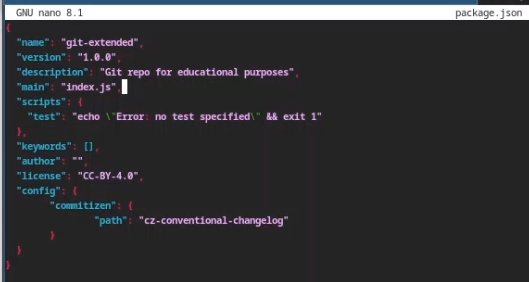 GNU nano 8.1 package.json
{
"name": "git-extended",
"version": "1.0.0",
"description": "Git repo for educational purposes",
"main": "index.js",
"scripts": {
"test": "echo \"Error: no test specified\" && exit 1"
},
"keywords": [],
"author": "",
"license": "CC-BY-4.0",
"config": {
"commitizen": {
"path": "cz-conventional-changelog"
}
}
}